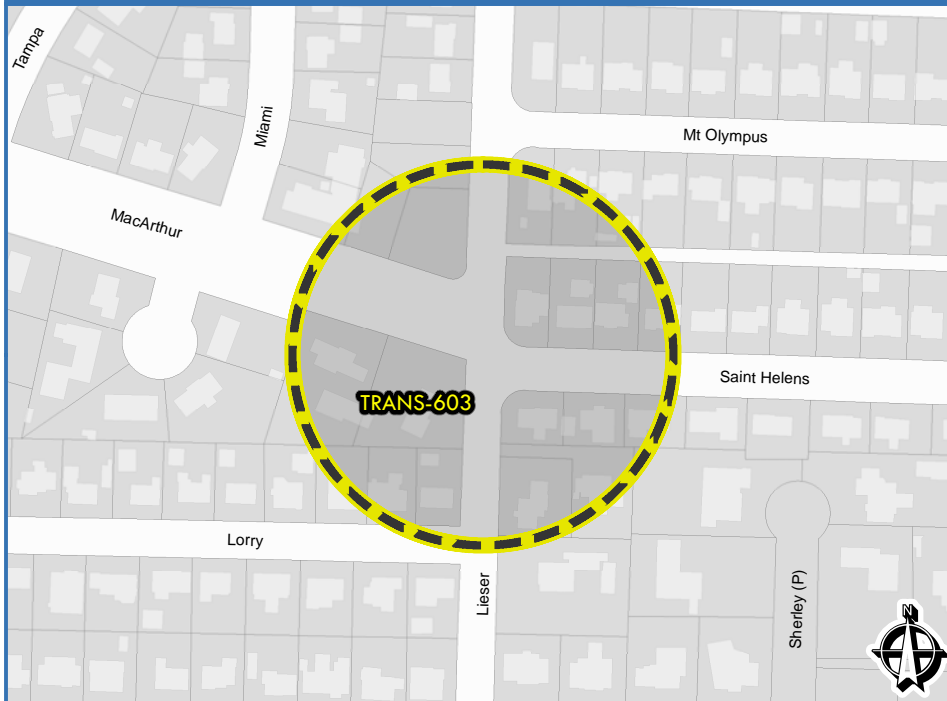 Tampa
Miami
Mt Olympus
MacArthur
Saint Helens
TRANS-603
Lorry
Lieser
Sherley (P)
N